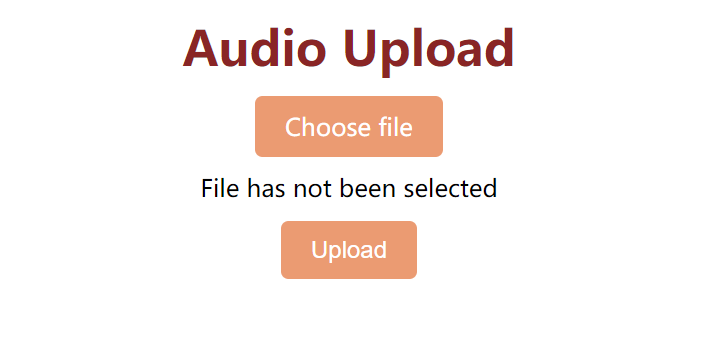 Audio Upload
Choose file
File has not been selected
Upload